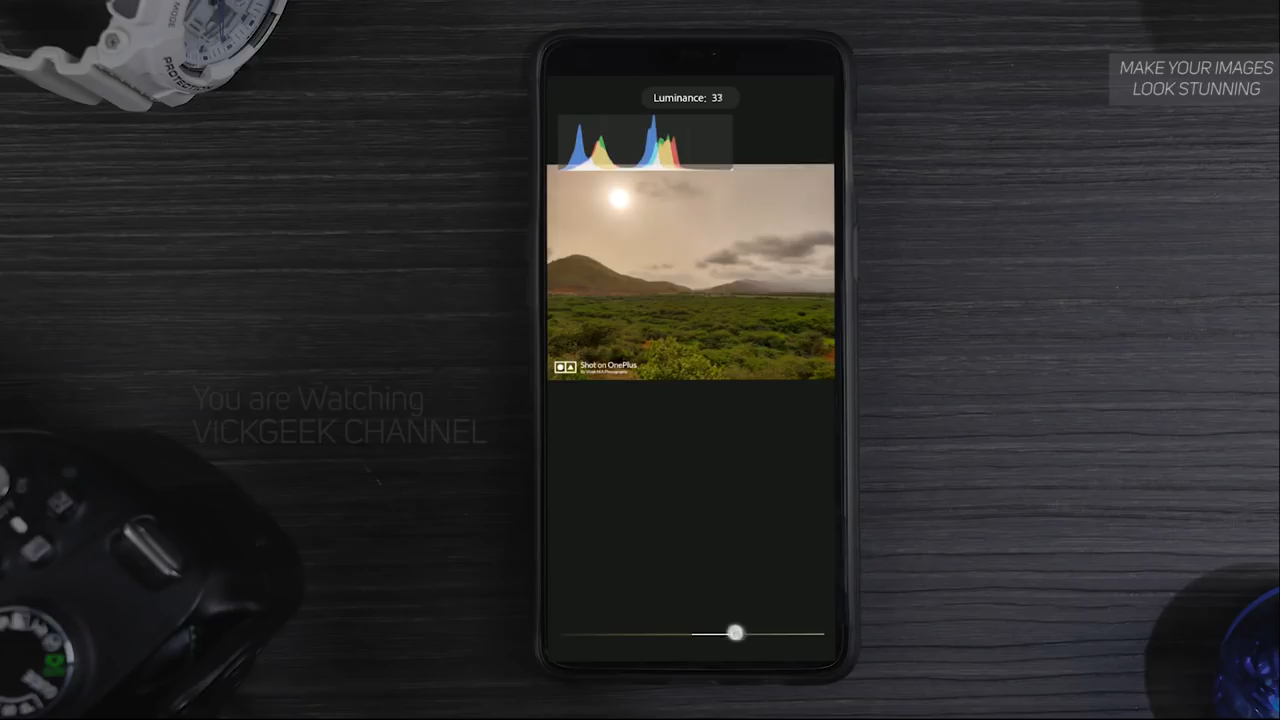 MODE
PROTECTION
MAKE YOUR IMAGES
LOOK STUNNING
Luminance: 33
Shot on OnePlus
You are Watching
VICKGEEK CHANNEL